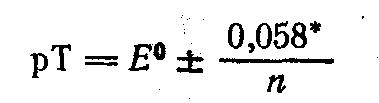 pT = E⁰ ± 0,058* / n